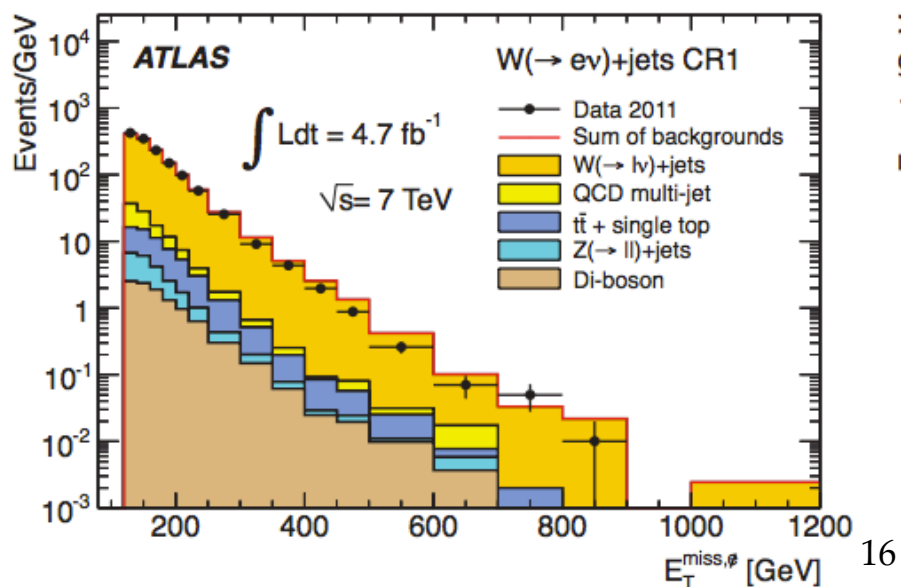 ATLAS
W(→ eν)+jets CR1
∫ Ldt = 4.7 fb⁻¹
√s= 7 TeV
Data 2011
Sum of backgrounds
W(→ lν)+jets
QCD multi-jet
tt̄ + single top
Z(→ ll)+jets
Di-boson
Events/GeV
10⁴
10³
10²
10
1
10⁻¹
10⁻²
10⁻³
200 400 600 800 1000 1200
E_T^{miss,e̸} [GeV]
16